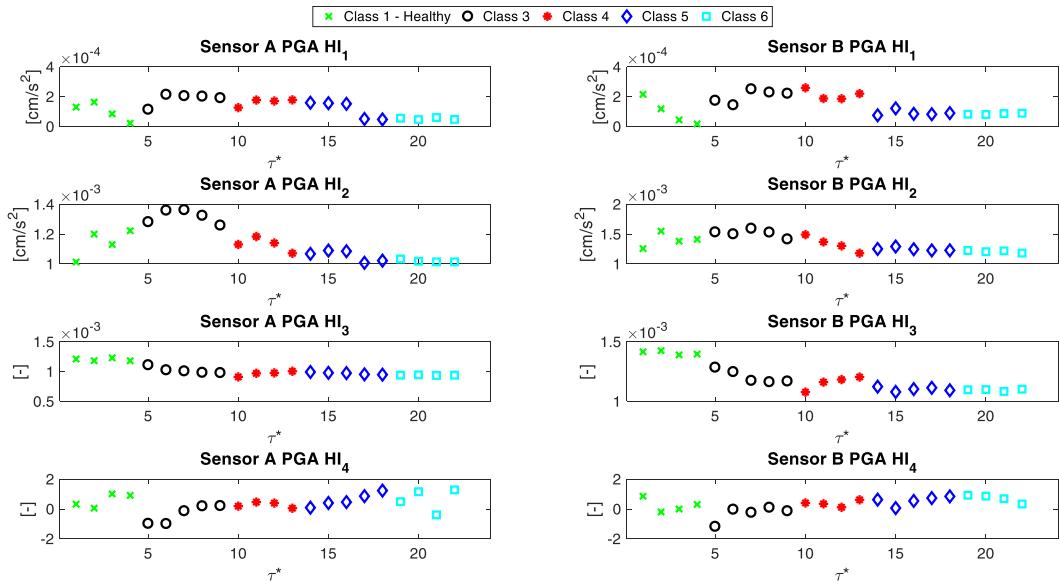 Class 1 - Healthy Class 3 Class 4 Class 5 Class 6
Sensor A PGA HI1
×10-4
[cm/s2]
4
2
0
5 10 15 20
τ*
Sensor B PGA HI1
×10-4
[cm/s2]
4
2
0
5 10 15 20
τ*
Sensor A PGA HI2
×10-3
[cm/s2]
1.4
1.2
1
5 10 15 20
τ*
Sensor B PGA HI2
×10-3
[cm/s2]
2
1.5
1
5 10 15 20
τ*
Sensor A PGA HI3
×10-3
[-]
1.5
1
0.5
5 10 15 20
τ*
Sensor B PGA HI3
×10-3
[-]
1.5
1
5 10 15 20
τ*
Sensor A PGA HI4
[-]
2
0
-2
5 10 15 20
τ*
Sensor B PGA HI4
[-]
2
0
-2
5 10 15 20
τ*